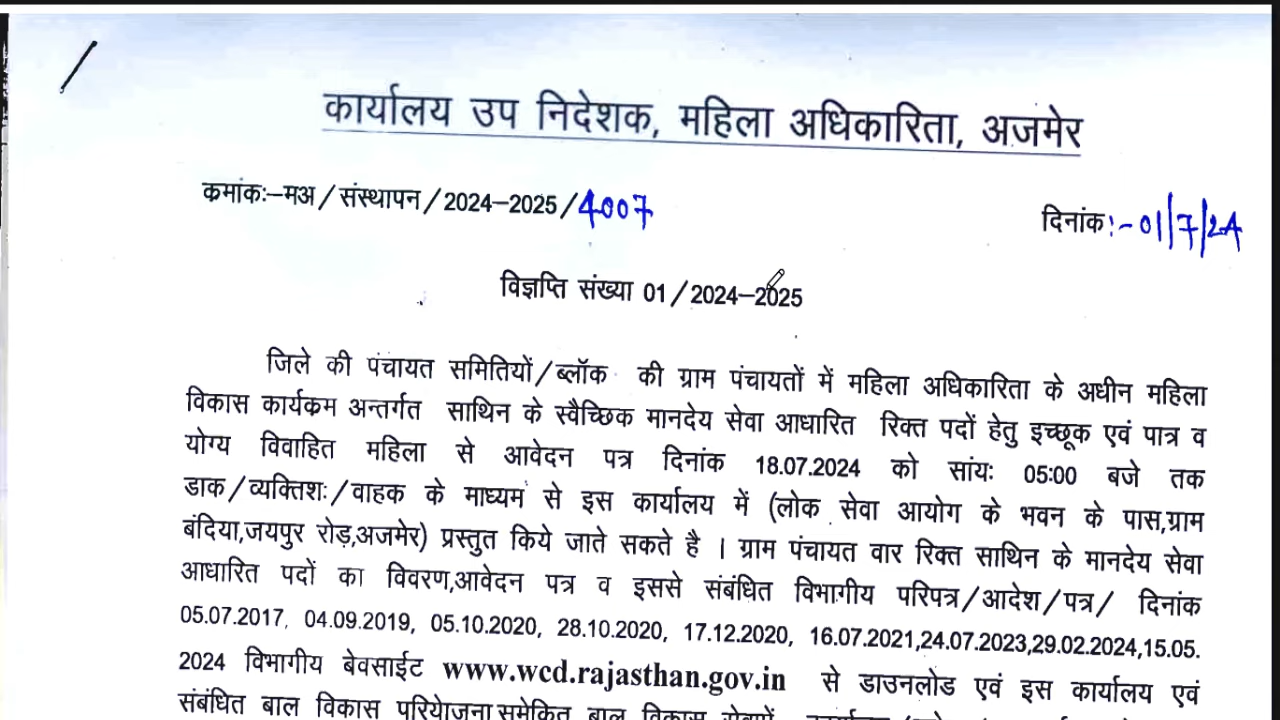 कार्यालय उप निदेशक, महिला अधिकारिता, अजमेर
क्रमांकः–मअ/संस्थापन/2024–2025/4007
दिनांक:-01/7/24
विज्ञप्ति संख्या 01/2024–2025
जिले की पंचायत समितियों/ब्लॉक की ग्राम पंचायतों में महिला अधिकारिता के अधीन महिला
विकास कार्यक्रम अन्तर्गत साथिन के स्वैच्छिक मानदेय सेवा आधारित रिक्त पदों हेतु इच्छूक एवं पात्र व
योग्य विवाहित महिला से आवेदन पत्र दिनांक 18.07.2024 को सांयः 05:00 बजे तक
डाक/व्यक्तिशः/वाहक के माध्यम से इस कार्यालय में (लोक सेवा आयोग के भवन के पास,ग्राम
बंदिया,जयपुर रोड़,अजमेर) प्रस्तुत किये जाते सकते है । ग्राम पंचायत वार रिक्त साथिन के मानदेय सेवा
आधारित पदों का विवरण,आवेदन पत्र व इससे संबंधित विभागीय परिपत्र/आदेश/पत्र/ दिनांक
05.07.2017, 04.09.2019, 05.10.2020, 28.10.2020, 17.12.2020, 16.07.2021,24.07.2023,29.02.2024,15.05.
2024 विभागीय बेवसाईट www.wcd.rajasthan.gov.in से डाउनलोड एवं इस कार्यालय एवं
संबंधित बाल विकास परियोजना समेकित बाल विकास